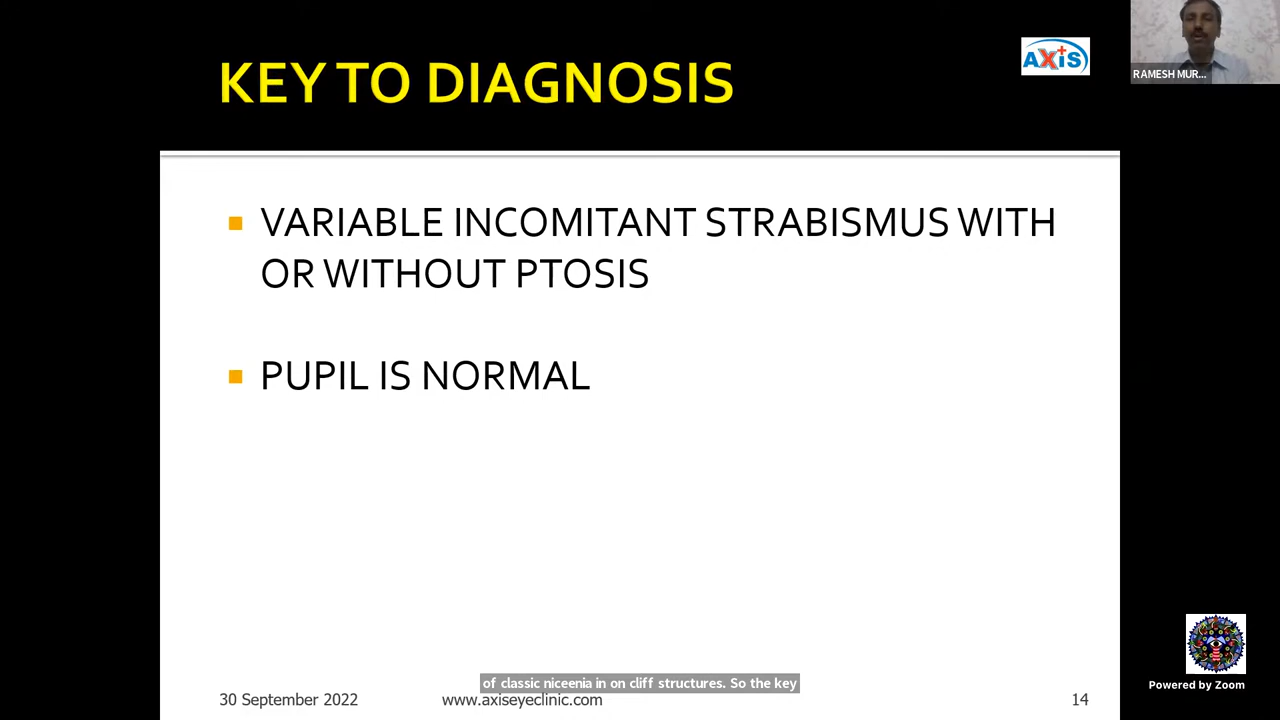 KEY TO DIAGNOSIS
AXiS
RAMESH MUR...
VARIABLE INCOMITANT STRABISMUS WITH
OR WITHOUT PTOSIS
PUPIL IS NORMAL
of classic niceenia in on cliff structures. So the key
30 September 2022
www.axiseyeclinic.com
14
Powered by Zoom